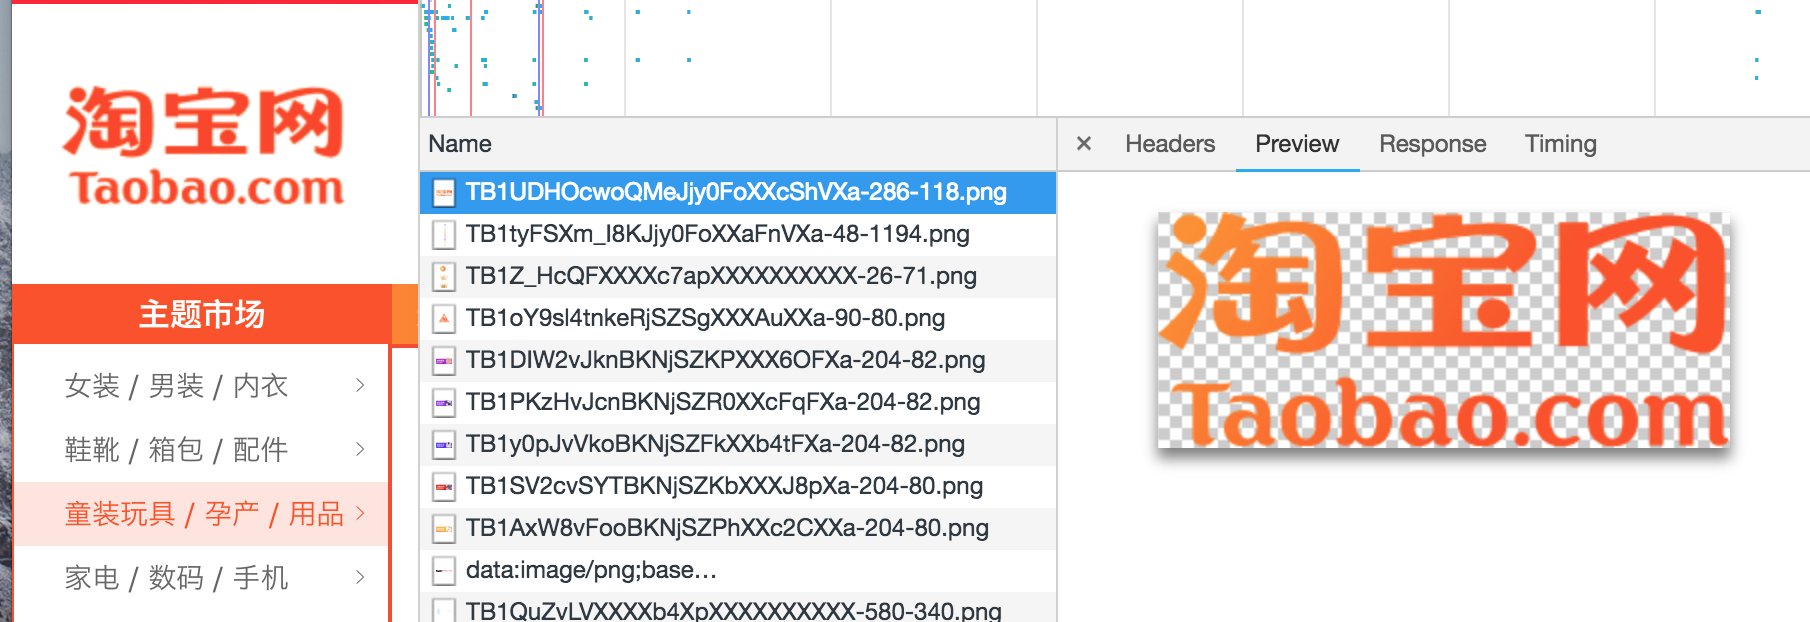 淘宝网
Taobao.com
主题市场
女装 / 男装 / 内衣
鞋靴 / 箱包 / 配件
童装玩具 / 孕产 / 用品
家电 / 数码 / 手机
Name
TB1UDHOcwoQMeJjy0FoXXcShVXa-286-118.png
TB1tyFSXm_I8KJjy0FoXXaFnVXa-48-1194.png
TB1Z_HcQFXXXXc7apXXXXXXXXXX-26-71.png
TB1oY9sl4tnkeRjSZSgXXXAuXXa-90-80.png
TB1DIW2vJknBKNjSZKPXXX6OFXa-204-82.png
TB1PKzHvJcnBKNjSZR0XXcFqFXa-204-82.png
TB1y0pJvVkoBKNjSZFkXXb4tFXa-204-82.png
TB1SV2cvSYTBKNjSZKbXXXJ8pXa-204-80.png
TB1AxW8vFooBKNjSZPhXXc2CXXa-204-80.png
data:image/png;base…
TB1QuZvLVXXXXb4XpXXXXXXXXXX-580-340.png
× Headers Preview Response Timing
淘宝网
Taobao.com